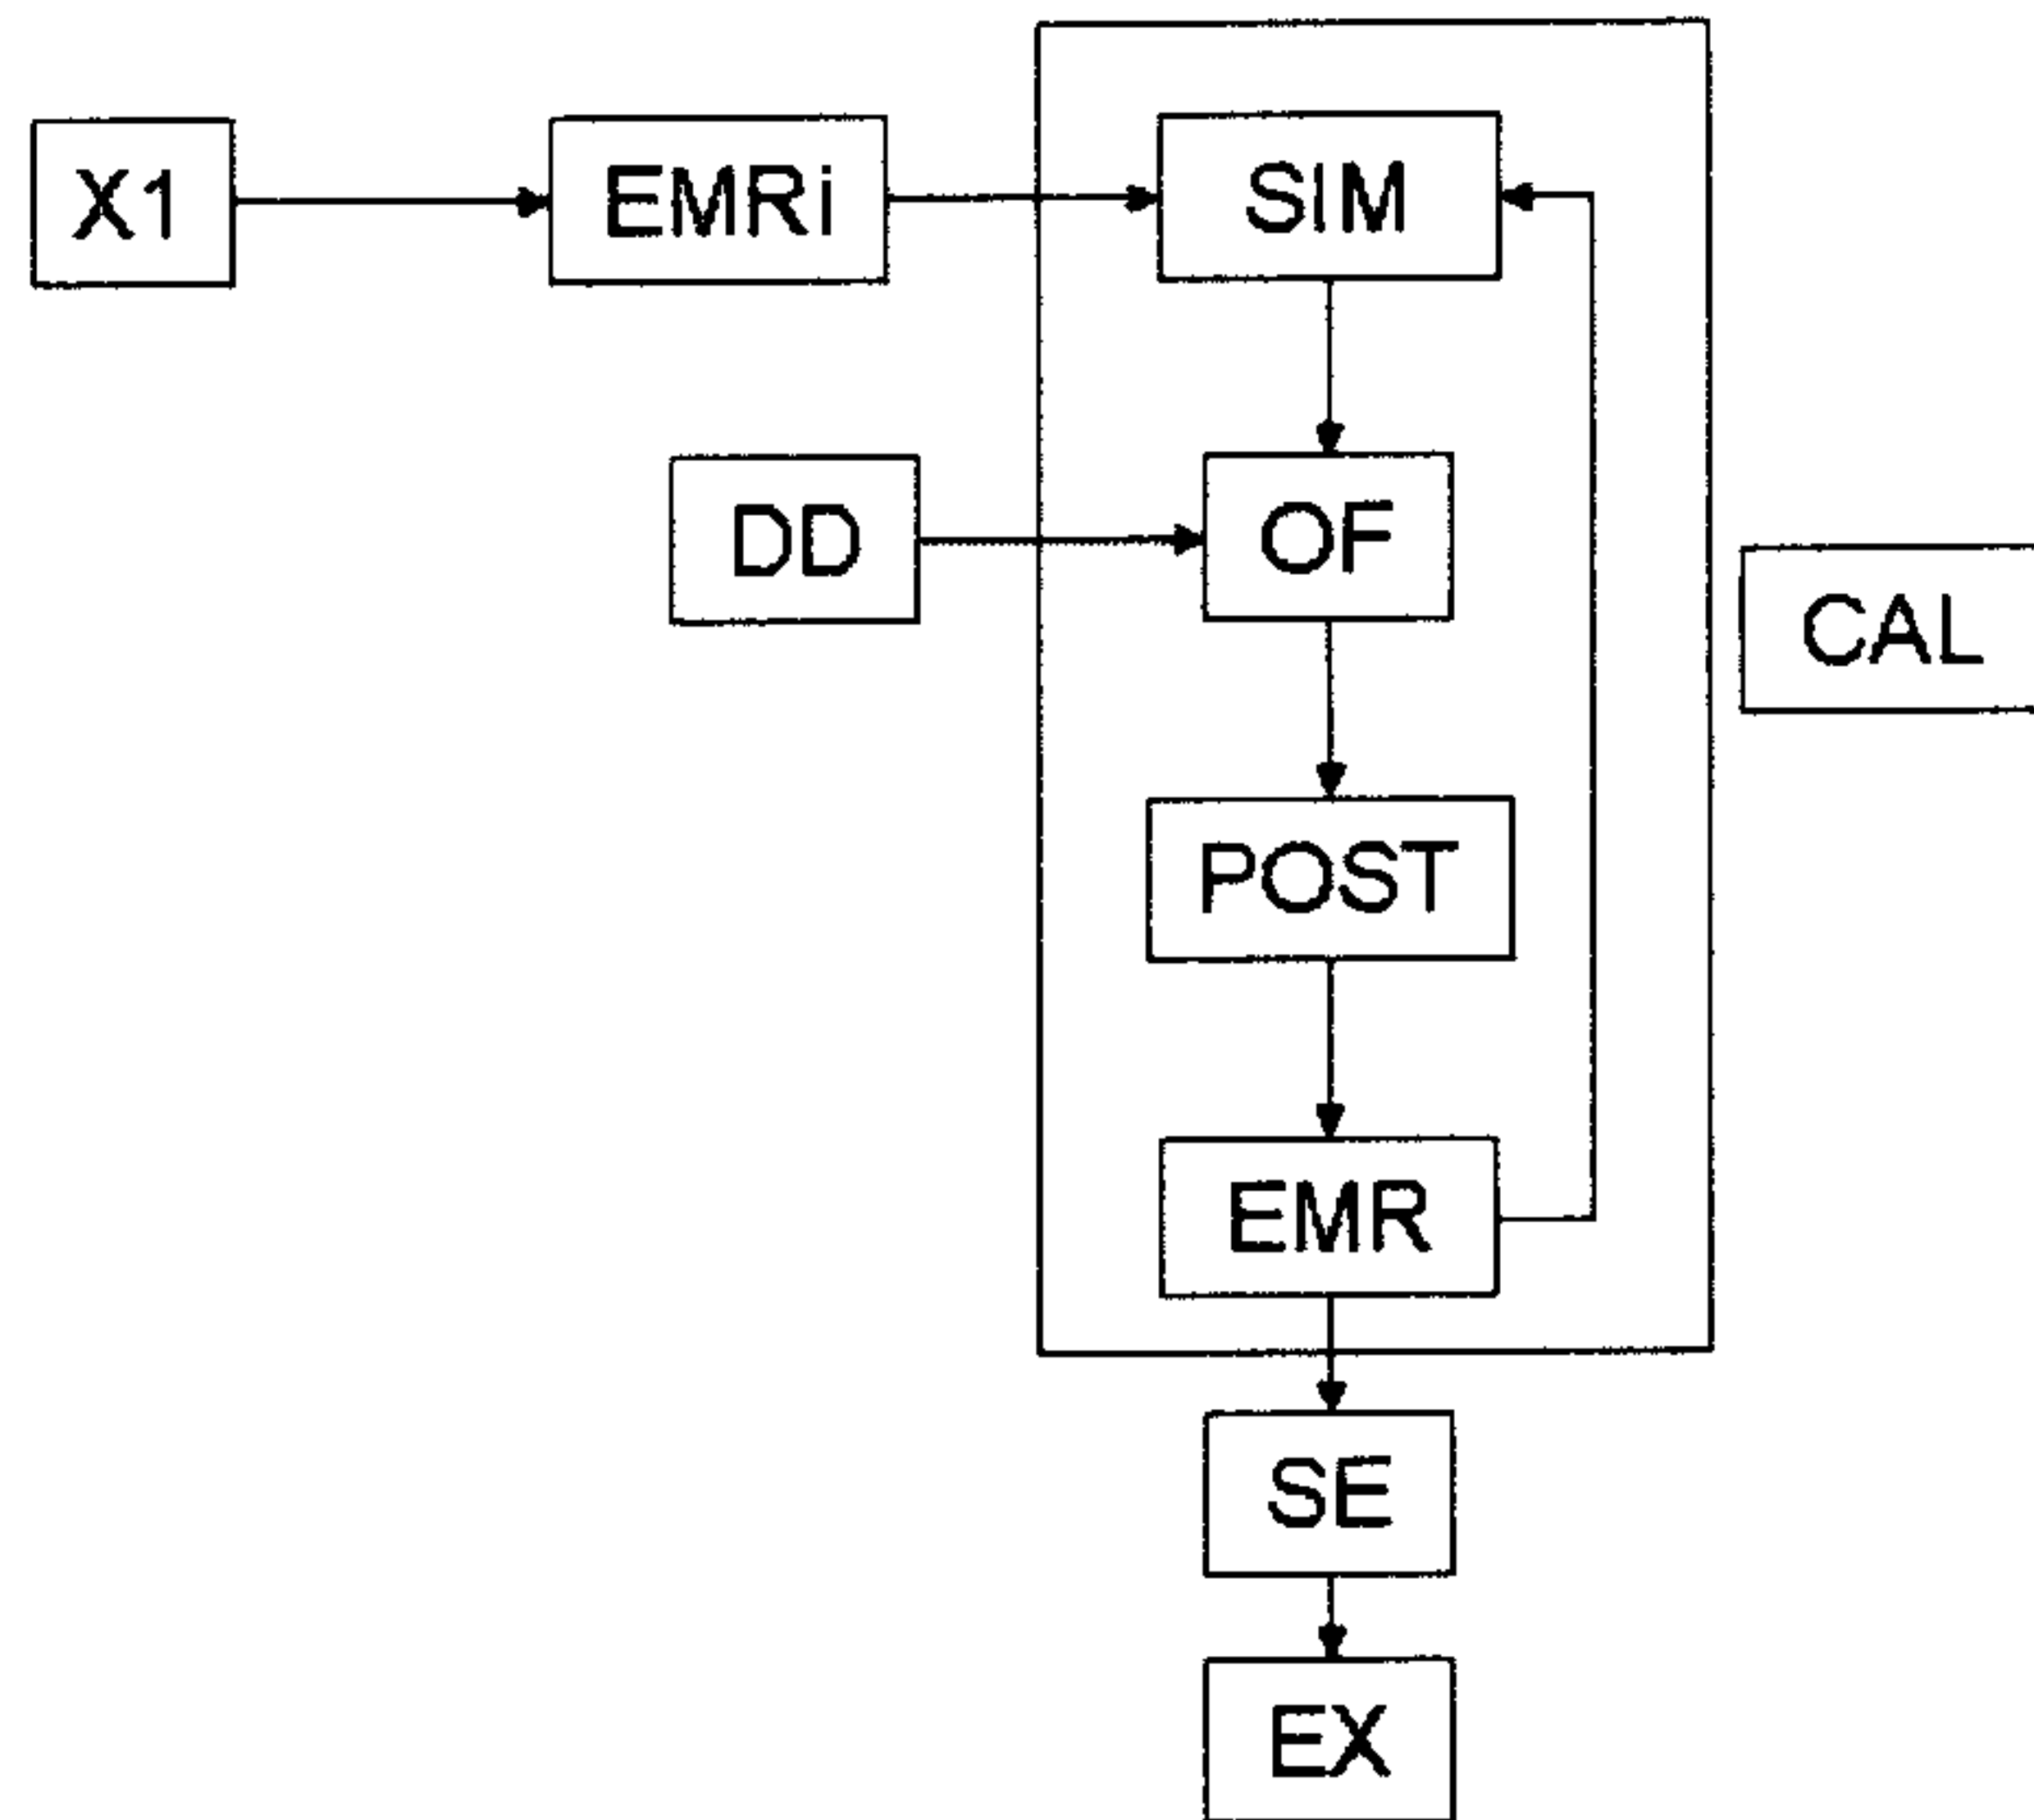 X1
EMRi
SIM
DD
OF
CAL
POST
EMR
SE
EX